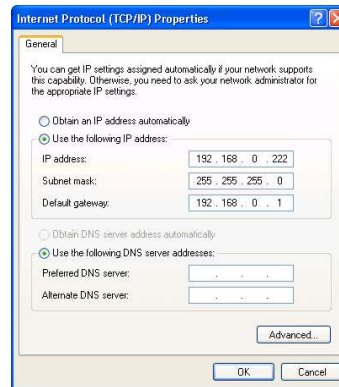 Internet Protocol (TCP/IP) Properties
General
You can get IP settings assigned automatically if your network supports
this capability. Otherwise, you need to ask your network administrator for
the appropriate IP settings.
Obtain an IP address automatically
Use the following IP address:
IP address: 192 . 168 . 0 . 222
Subnet mask: 255 . 255 . 255 . 0
Default gateway: 192 . 168 . 0 . 1
Obtain DNS server address automatically
Use the following DNS server addresses:
Preferred DNS server: . . .
Alternate DNS server: . . .
Advanced...
OK Cancel